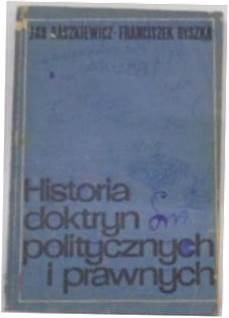 JAN BASZKIEWICZ · FRANCISZEK RYSZKA
Historia
doktryn
politycznych
i prawnych